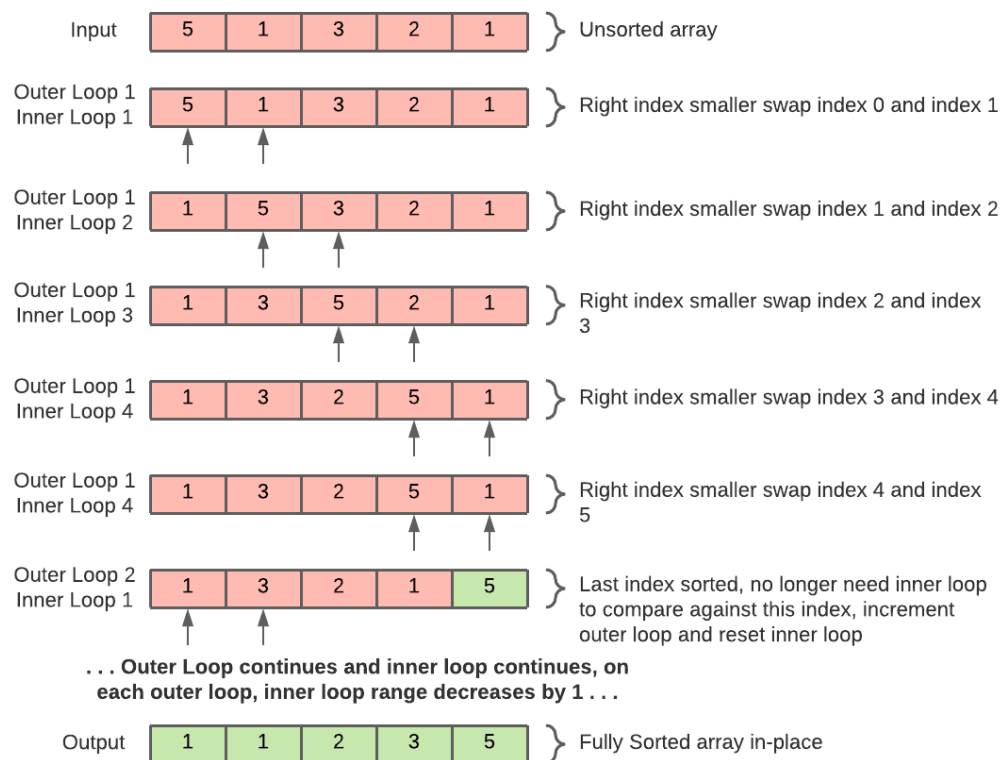 Input 5 1 3 2 1 Unsorted array
Outer Loop 1
Inner Loop 1
5 1 3 2 1
Right index smaller swap index 0 and index 1
Outer Loop 1
Inner Loop 2
1 5 3 2 1
Right index smaller swap index 1 and index 2
Outer Loop 1
Inner Loop 3
1 3 5 2 1
Right index smaller swap index 2 and index
3
Outer Loop 1
Inner Loop 4
1 3 2 5 1
Right index smaller swap index 3 and index 4
Outer Loop 1
Inner Loop 4
1 3 2 5 1
Right index smaller swap index 4 and index
5
Outer Loop 2
Inner Loop 1
1 3 2 1 5
Last index sorted, no longer need inner loop
to compare against this index, increment
outer loop and reset inner loop
. . . Outer Loop continues and inner loop continues, on
each outer loop, inner loop range decreases by 1 . . .
Output 1 1 2 3 5 Fully Sorted array in-place